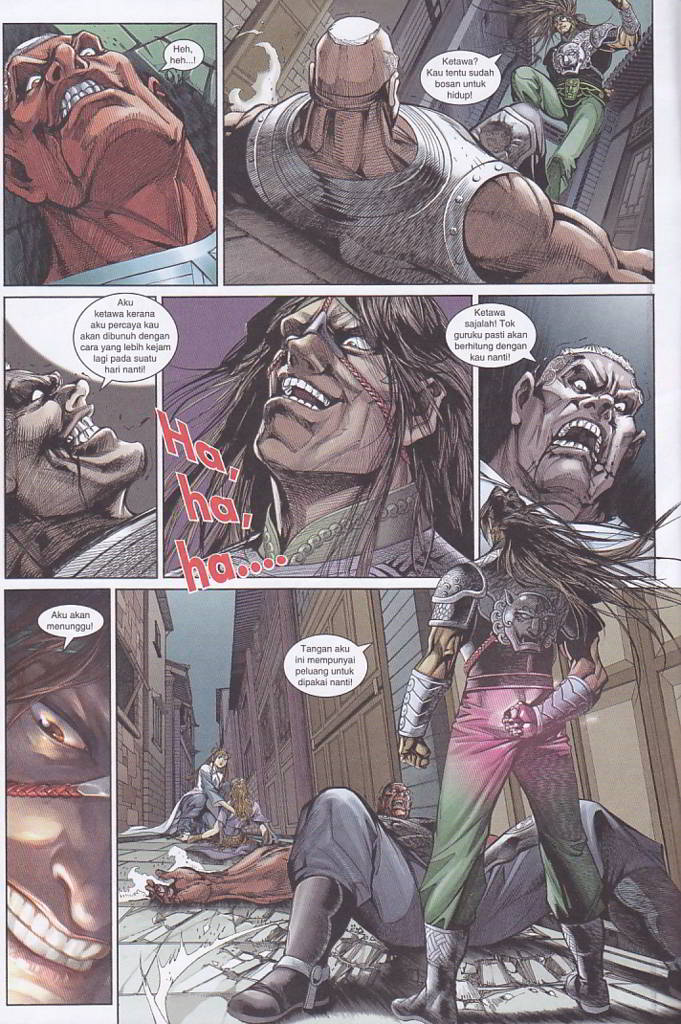 Heh,
heh...!
Ketawa?
Kau tentu sudah
bosan untuk
hidup!
Aku
ketawa kerana
aku percaya kau
akan dibunuh dengan
cara yang lebih kejam
lagi pada suatu
hari nanti!
Ha,
ha,
ha....
Ketawa
sajalah! Tok
guruku pasti akan
berhitung dengan
kau nanti!
Aku akan
menunggu!
Tangan aku
ini mempunyai
peluang untuk
dipakai nanti!